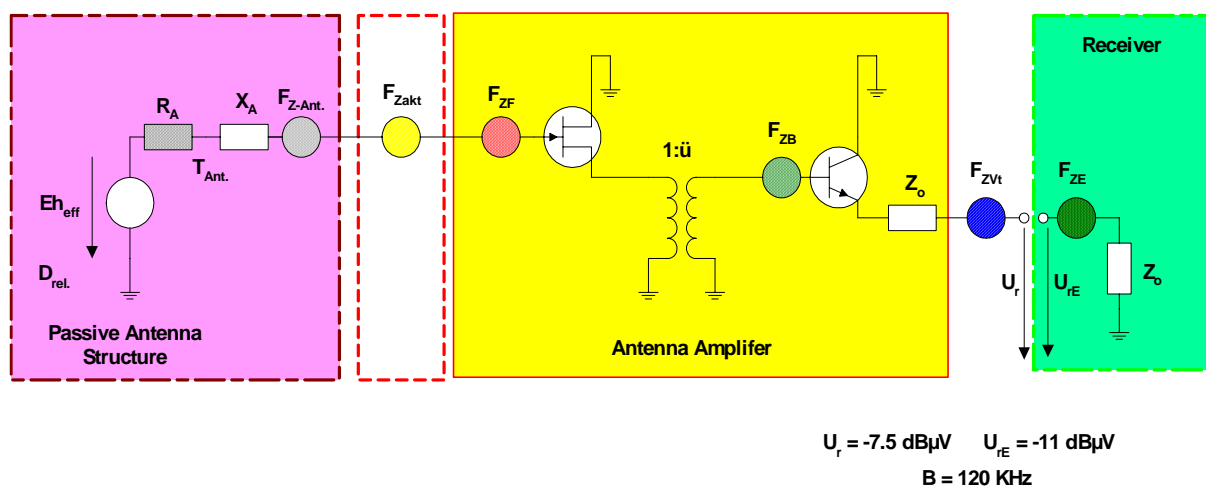 Receiver
R_A
X_A
F_Z-Ant.
F_Zakt
F_ZF
F_ZB
F_ZVt
F_ZE
T_Ant.
1:ü
Z_o
Eh_eff
D_rel.
U_r
U_rE
Z_o
Passive Antenna
Structure
Antenna Amplifer
U_r = -7.5 dBµV U_rE = -11 dBµV
B = 120 KHz